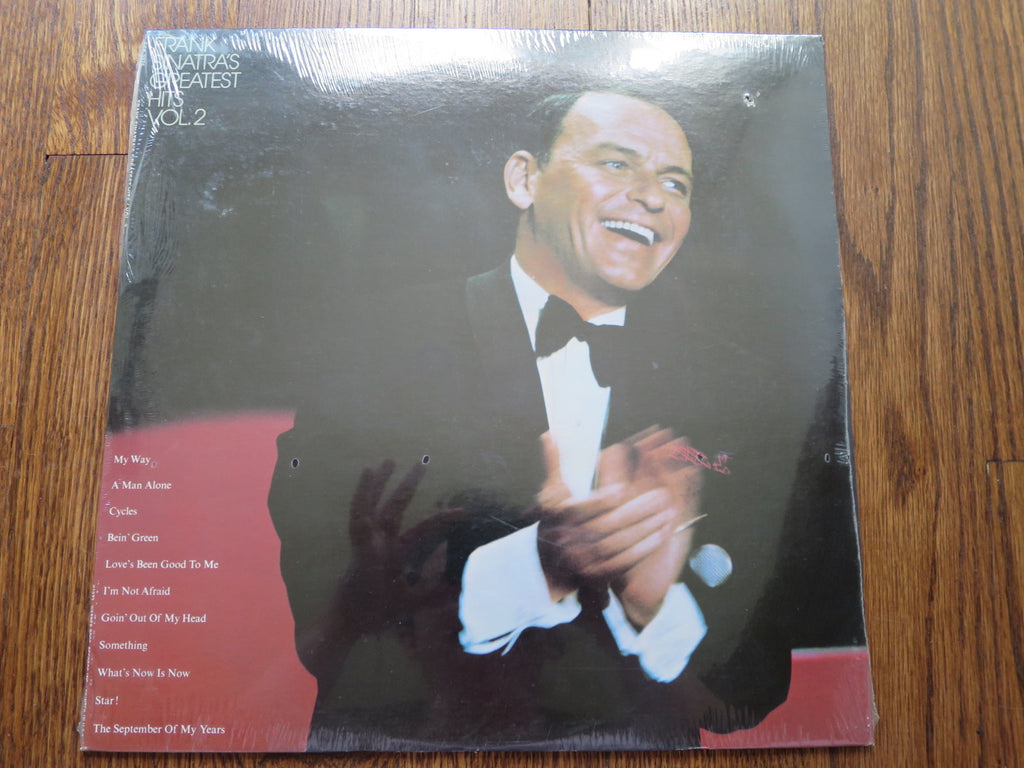 FRANK
SINATRA'S
GREATEST
HITS
VOL. 2
My Way
A Man Alone
Cycles
Bein' Green
Love's Been Good To Me
I'm Not Afraid
Goin' Out Of My Head
Something
What's Now Is Now
Star!
The September Of My Years